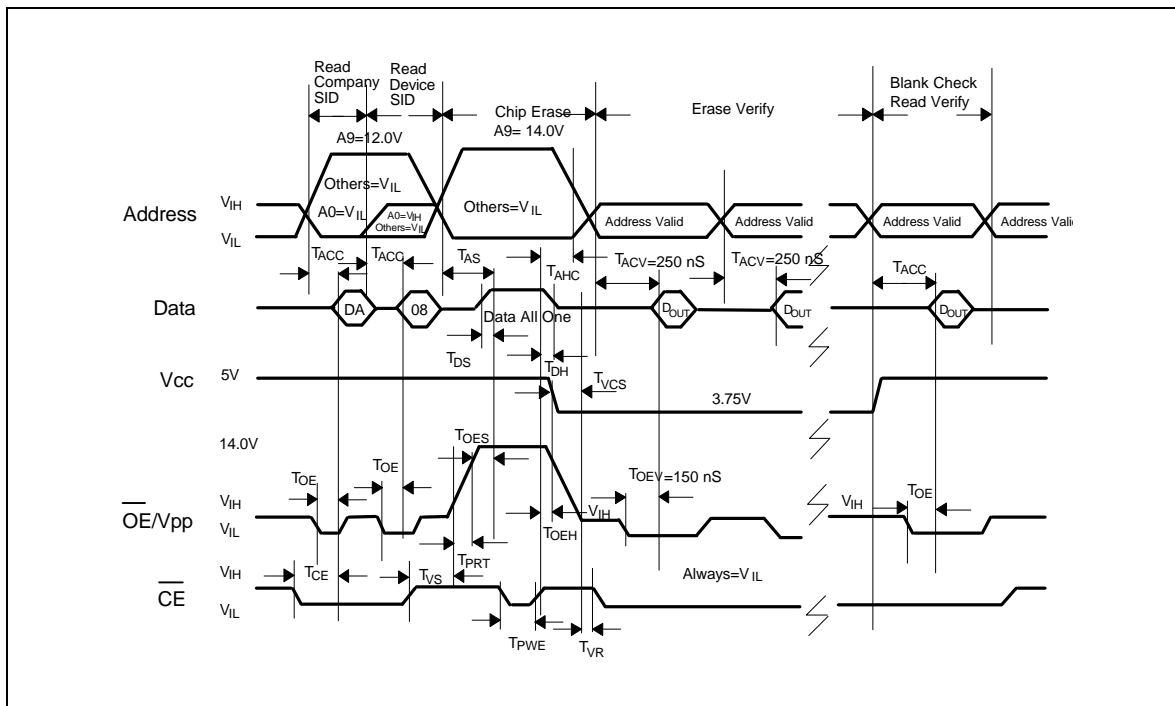 Read Company SID
Read Device SID
Chip Erase
Erase Verify
Blank Check Read Verify
A9=12.0V
A9= 14.0V
Others=VIL
Address
VIH
VIL
A0=VIL
A0=VIH
Others=VIL
Others=VIL
Address Valid
Address Valid
Address Valid
Address Valid
TACC
TACC
TAS
TAHC
TACV=250 nS
TACV=250 nS
TACC
Data
DA
08
Data All One
DOUT
DOUT
DOUT
TDS
TDH
TVCS
Vcc
5V
3.75V
14.0V
TOE
TOE
TOES
TOEV=150 nS
TOE
OE/Vpp
VIH
VIL
VIH
VIH
TOEH
TPRT
CE
VIH
VIL
TCE
TVS
Always=VIL
TPWE
TVR